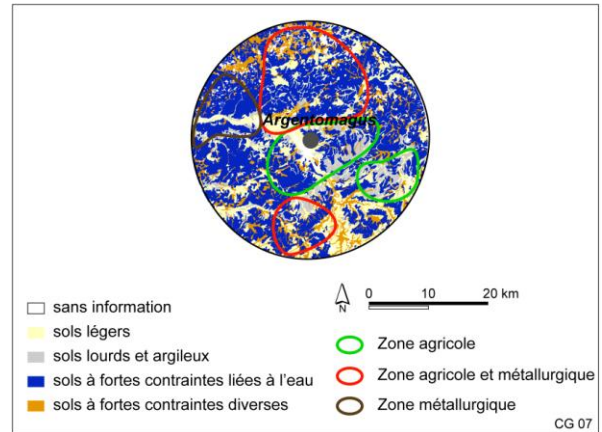 Argentomagus
sans information
sols légers
sols lourds et argileux
sols à fortes contraintes liées à l'eau
sols à fortes contraintes diverses
N
0 10 20 km
Zone agricole
Zone agricole et métallurgique
Zone métallurgique
CG 07